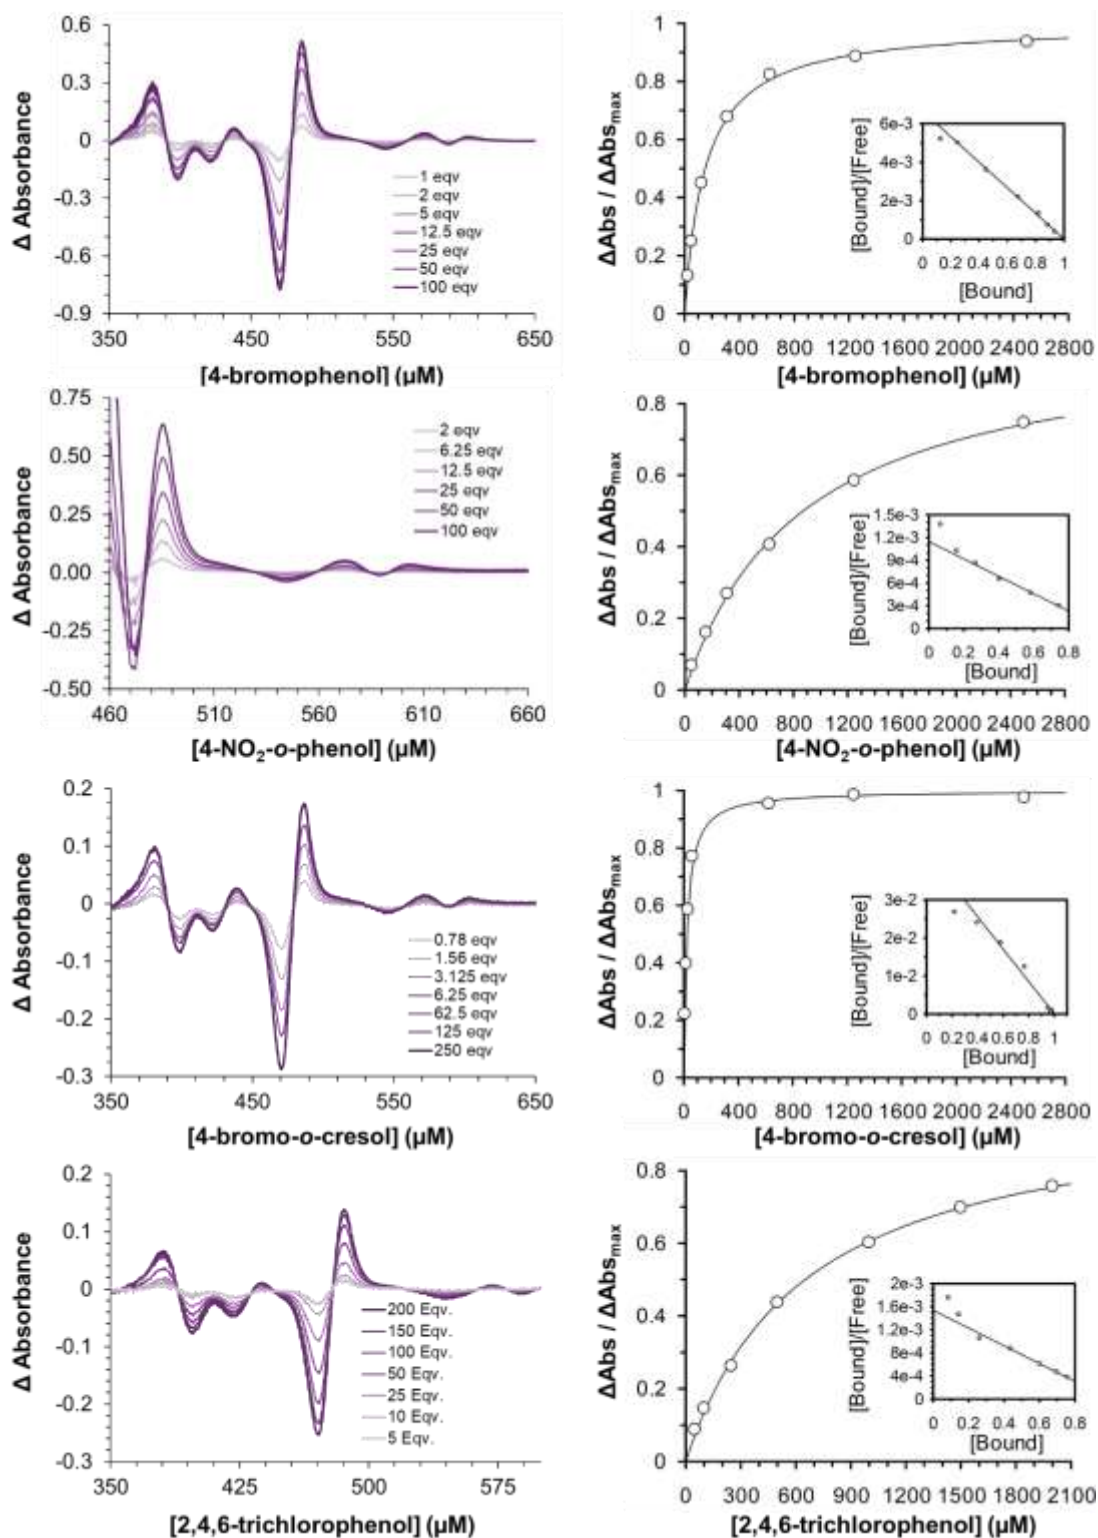 Δ Absorbance
0.6
0.3
0
-0.3
-0.6
-0.9
350 450 550 650
1 eqv
2 eqv
5 eqv
12.5 eqv
25 eqv
50 eqv
100 eqv
[4-bromophenol] (µM)
ΔAbs / ΔAbsmax
1
0.8
0.6
0.4
0.2
0
0 400 800 1200 1600 2000 2400 2800
[Bound]/[Free]
6e-3
4e-3
2e-3
0
0 0.2 0.4 0.6 0.8 1
[Bound]
[4-bromophenol] (µM)
Δ Absorbance
0.75
0.50
0.25
0.00
-0.25
-0.50
460 510 560 610 660
2 eqv
6.25 eqv
12.5 eqv
25 eqv
50 eqv
100 eqv
[4-NO₂-o-phenol] (µM)
ΔAbs / ΔAbsmax
0.8
0.6
0.4
0.2
0
0 400 800 1200 1600 2000 2400 2800
[Bound]/[Free]
1.5e-3
1.2e-3
9e-4
6e-4
3e-4
0
0 0.2 0.4 0.6 0.8
[Bound]
[4-NO₂-o-phenol] (µM)
Δ Absorbance
0.2
0.1
0
-0.1
-0.2
-0.3
350 450 550 650
0.78 eqv
1.56 eqv
3.125 eqv
6.25 eqv
62.5 eqv
125 eqv
250 eqv
[4-bromo-o-cresol] (µM)
ΔAbs / ΔAbsmax
1
0.8
0.6
0.4
0.2
0
0 400 800 1200 1600 2000 2400 2800
[Bound]/[Free]
3e-2
2e-2
1e-2
0
0 0.2 0.4 0.6 0.8 1
[Bound]
[4-bromo-o-cresol] (µM)
Δ Absorbance
0.2
0.1
0
-0.1
-0.2
-0.3
350 425 500 575
200 Eqv.
150 Eqv.
100 Eqv.
50 Eqv.
25 Eqv.
10 Eqv.
5 Eqv.
[2,4,6-trichlorophenol] (µM)
ΔAbs / ΔAbsmax
0.8
0.6
0.4
0.2
0.0
0 300 600 900 1200 1500 1800 2100
[Bound]/[Free]
2e-3
1.6e-3
1.2e-3
8e-4
4e-4
0
0 0.2 0.4 0.6 0.8
[Bound]
[2,4,6-trichlorophenol] (µM)